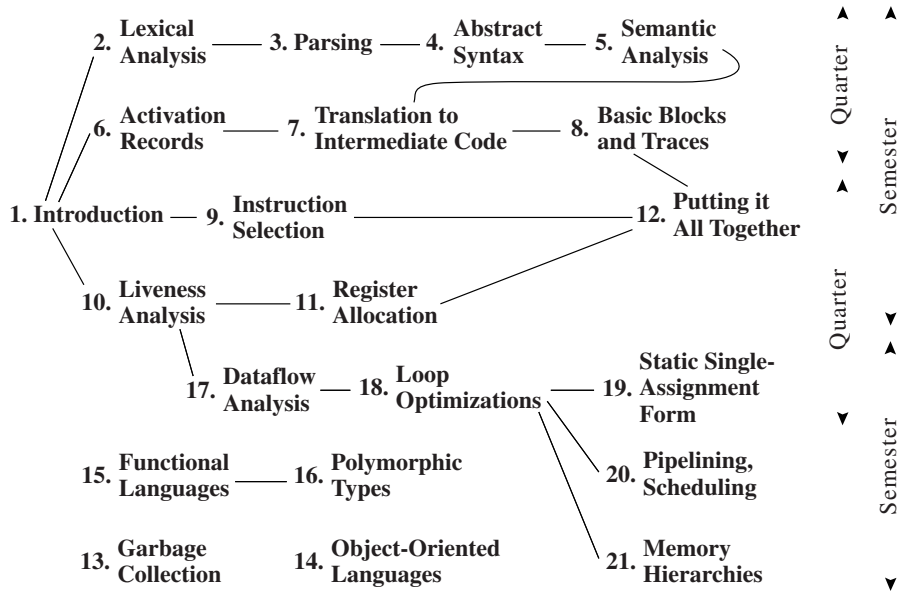 2. Lexical Analysis
3. Parsing
4. Abstract Syntax
5. Semantic Analysis
6. Activation Records
7. Translation to Intermediate Code
8. Basic Blocks and Traces
1. Introduction
9. Instruction Selection
12. Putting it All Together
10. Liveness Analysis
11. Register Allocation
17. Dataflow Analysis
18. Loop Optimizations
19. Static Single-Assignment Form
15. Functional Languages
16. Polymorphic Types
20. Pipelining, Scheduling
13. Garbage Collection
14. Object-Oriented Languages
21. Memory Hierarchies
Quarter
Quarter
Semester
Semester